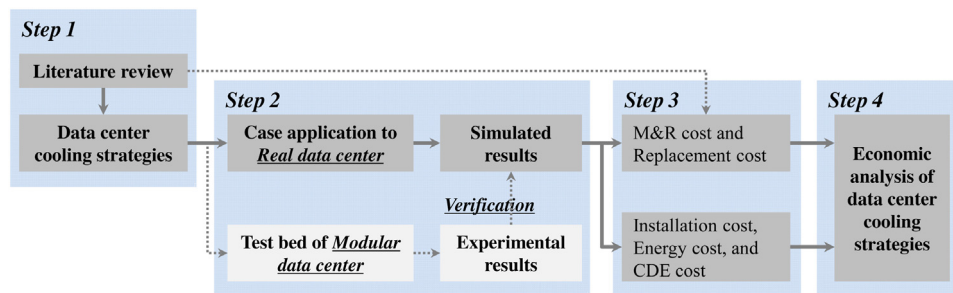 Step 1
Literature review
Data center
cooling strategies
Step 2
Case application to
Real data center
Simulated
results
Verification
Test bed of Modular
data center
Experimental
results
Step 3
M&R cost and
Replacement cost
Installation cost,
Energy cost, and
CDE cost
Step 4
Economic
analysis of
data center
cooling
strategies